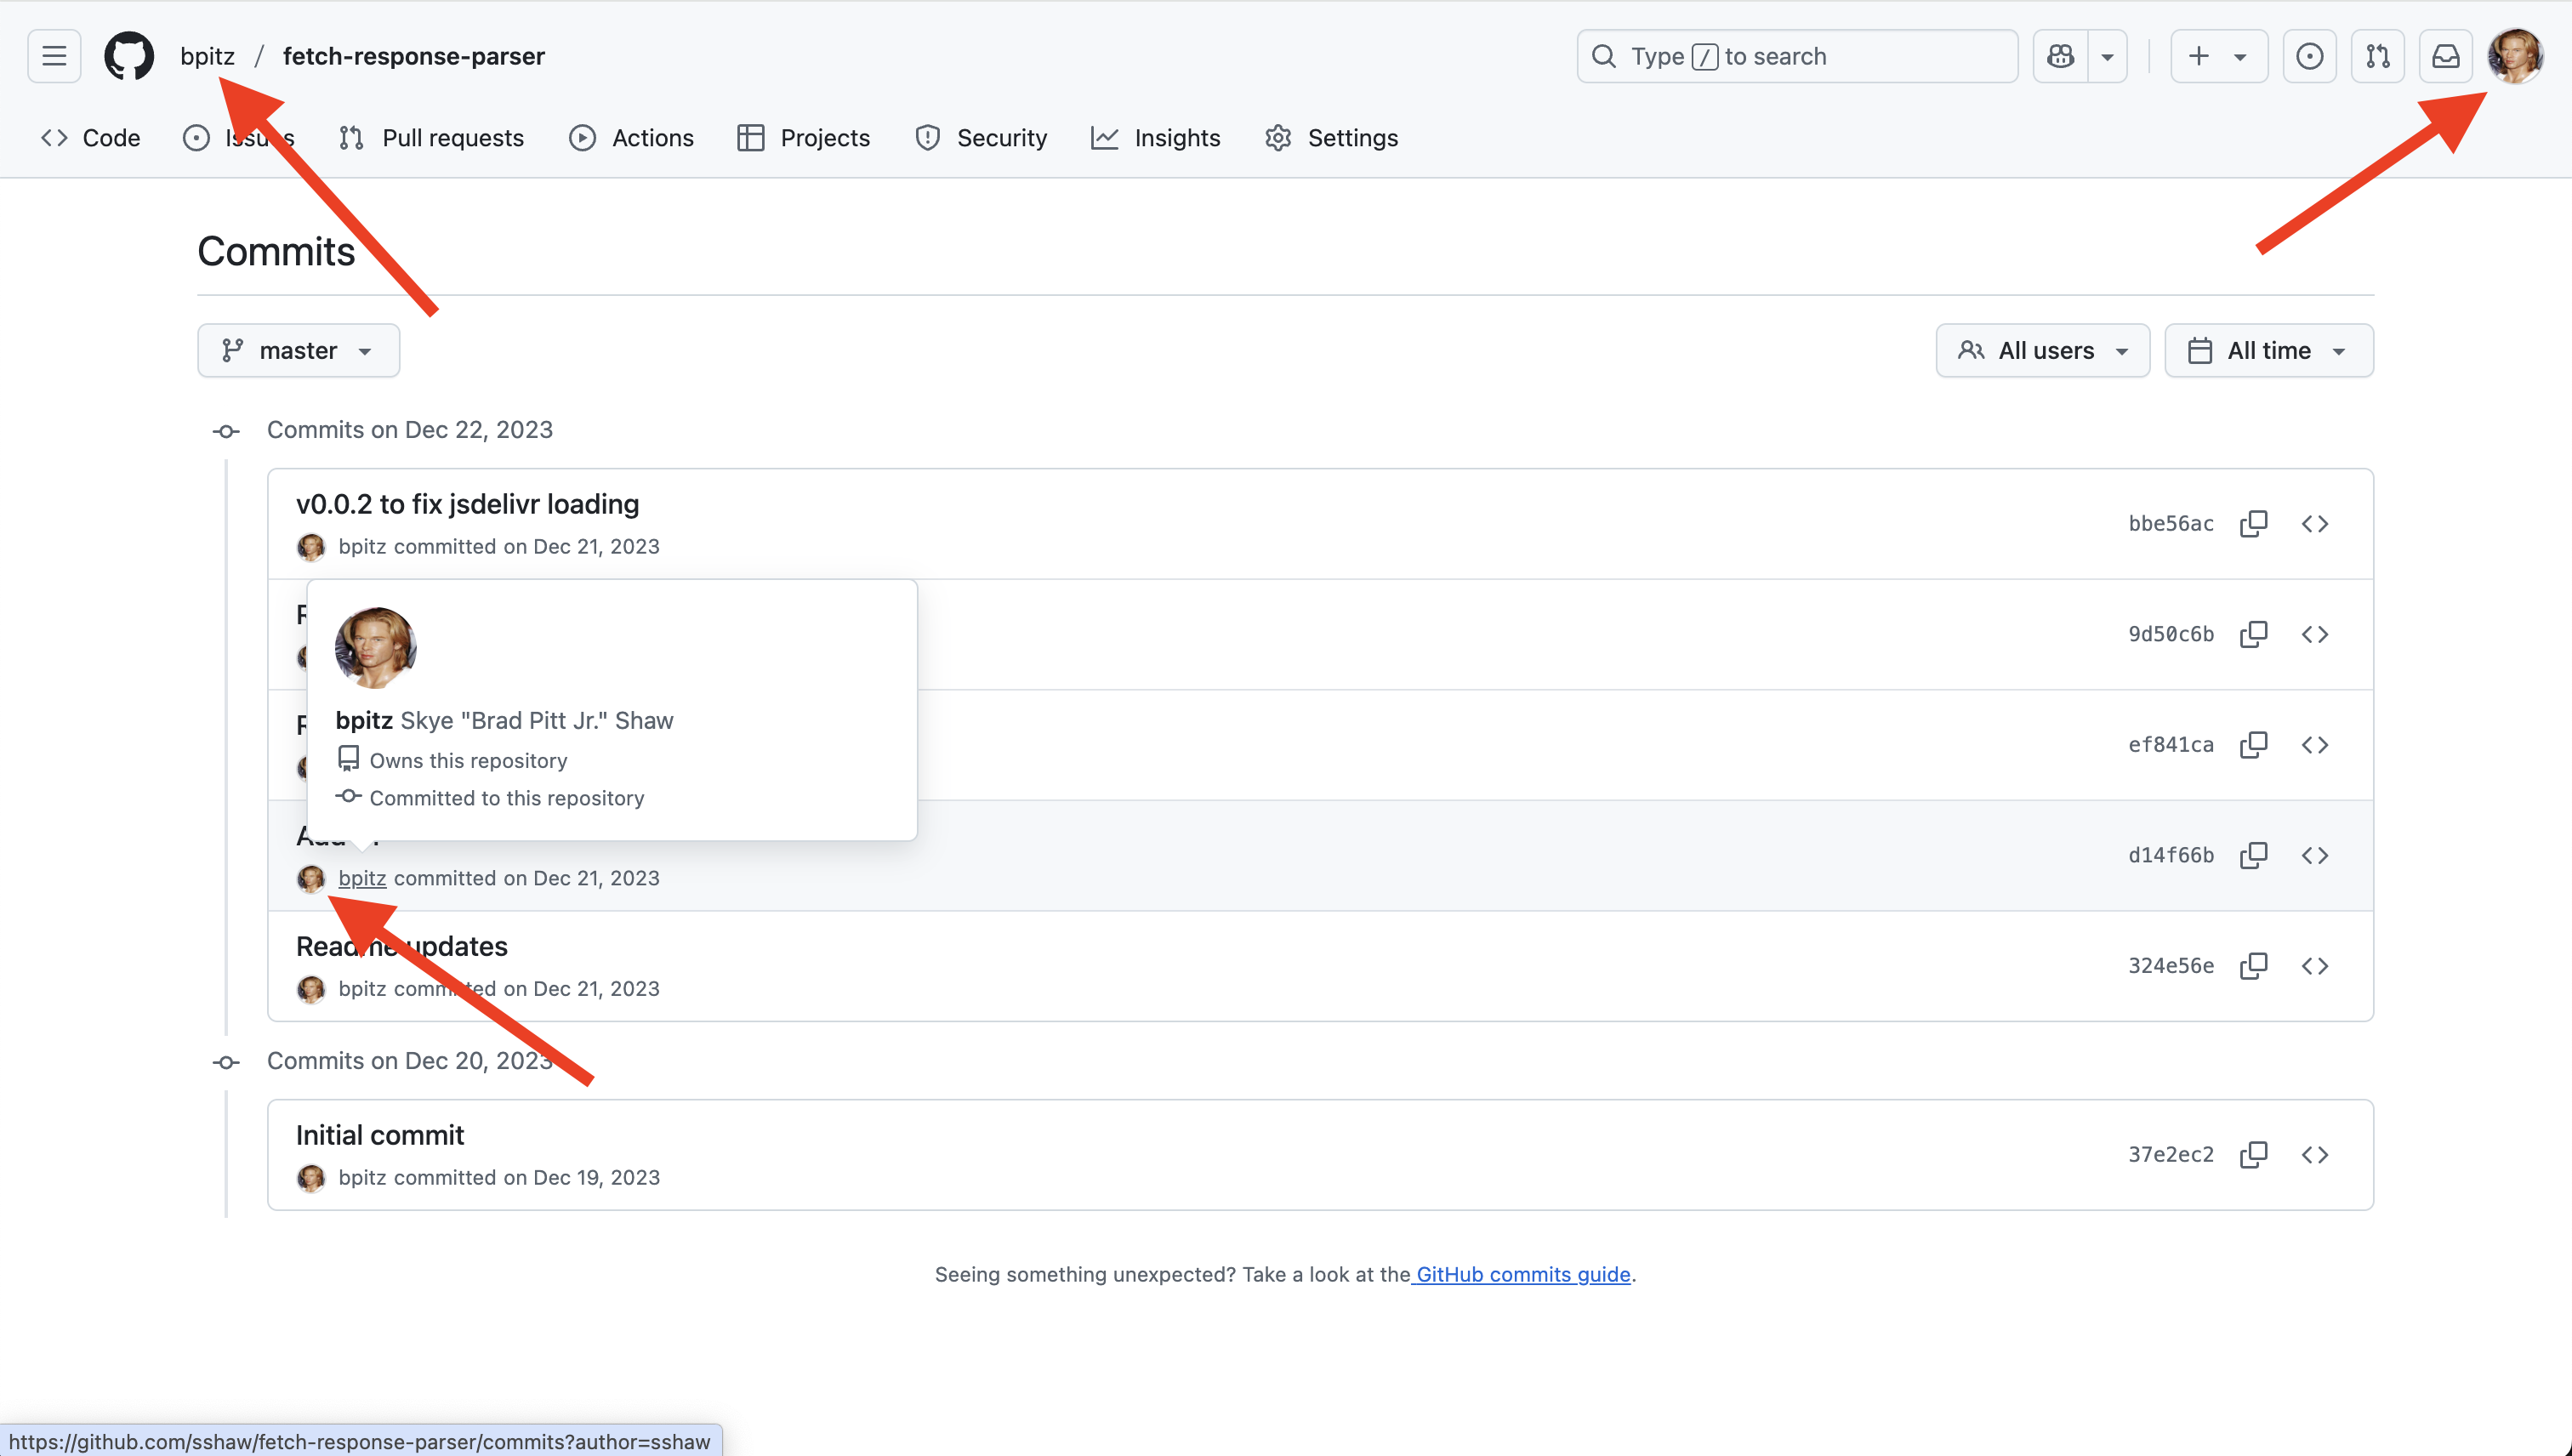 bpitz / fetch-response-parser
Type / to search
Code
Issues
Pull requests
Actions
Projects
Security
Insights
Settings
Commits
master
All users
All time
Commits on Dec 22, 2023
v0.0.2 to fix jsdelivr loading
bpitz committed on Dec 21, 2023
bbe56ac
9d50c6b
ef841ca
bpitz Skye "Brad Pitt Jr." Shaw
Owns this repository
Committed to this repository
bpitz committed on Dec 21, 2023
d14f66b
Readme updates
bpitz committed on Dec 21, 2023
324e56e
Commits on Dec 20, 2023
Initial commit
bpitz committed on Dec 19, 2023
37e2ec2
Seeing something unexpected? Take a look at the GitHub commits guide.
https://github.com/sshaw/fetch-response-parser/commits?author=sshaw